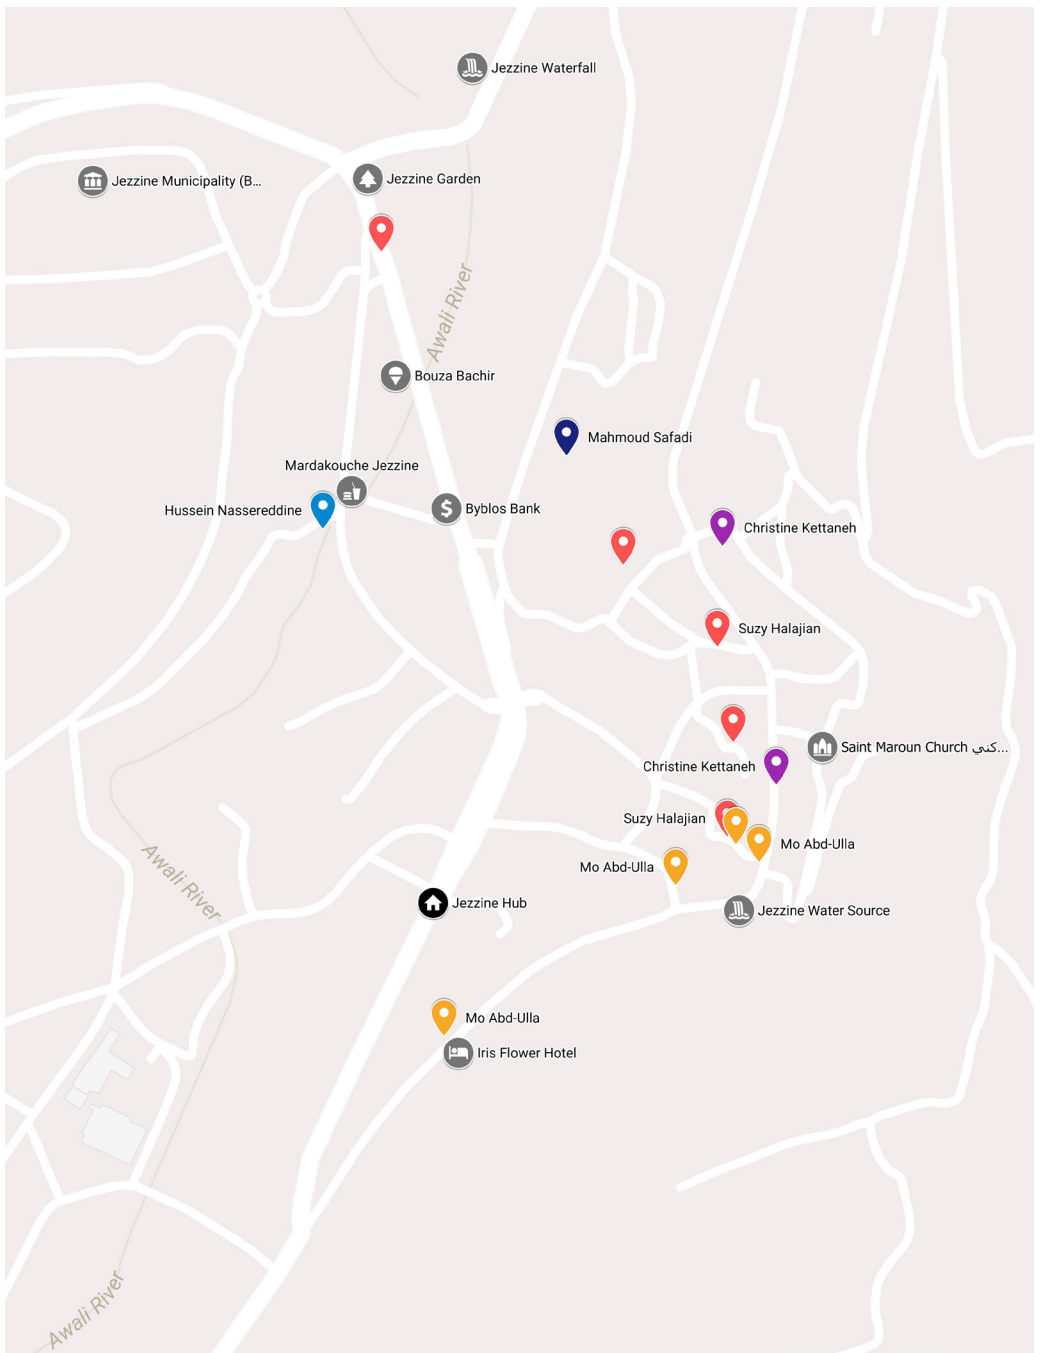 Jezzine Waterfall
Jezzine Municipality (B...
Jezzine Garden
Awali River
Bouza Bachir
Mahmoud Safadi
Mardakouche Jezzine
Hussein Nassereddine
Byblos Bank
Christine Kettaneh
Suzy Halajian
Saint Maroun Church كني...
Christine Kettaneh
Suzy Halajian
Mo Abd-Ulla
Mo Abd-Ulla
Awali River
Jezzine Hub
Jezzine Water Source
Mo Abd-Ulla
Iris Flower Hotel
Awali River